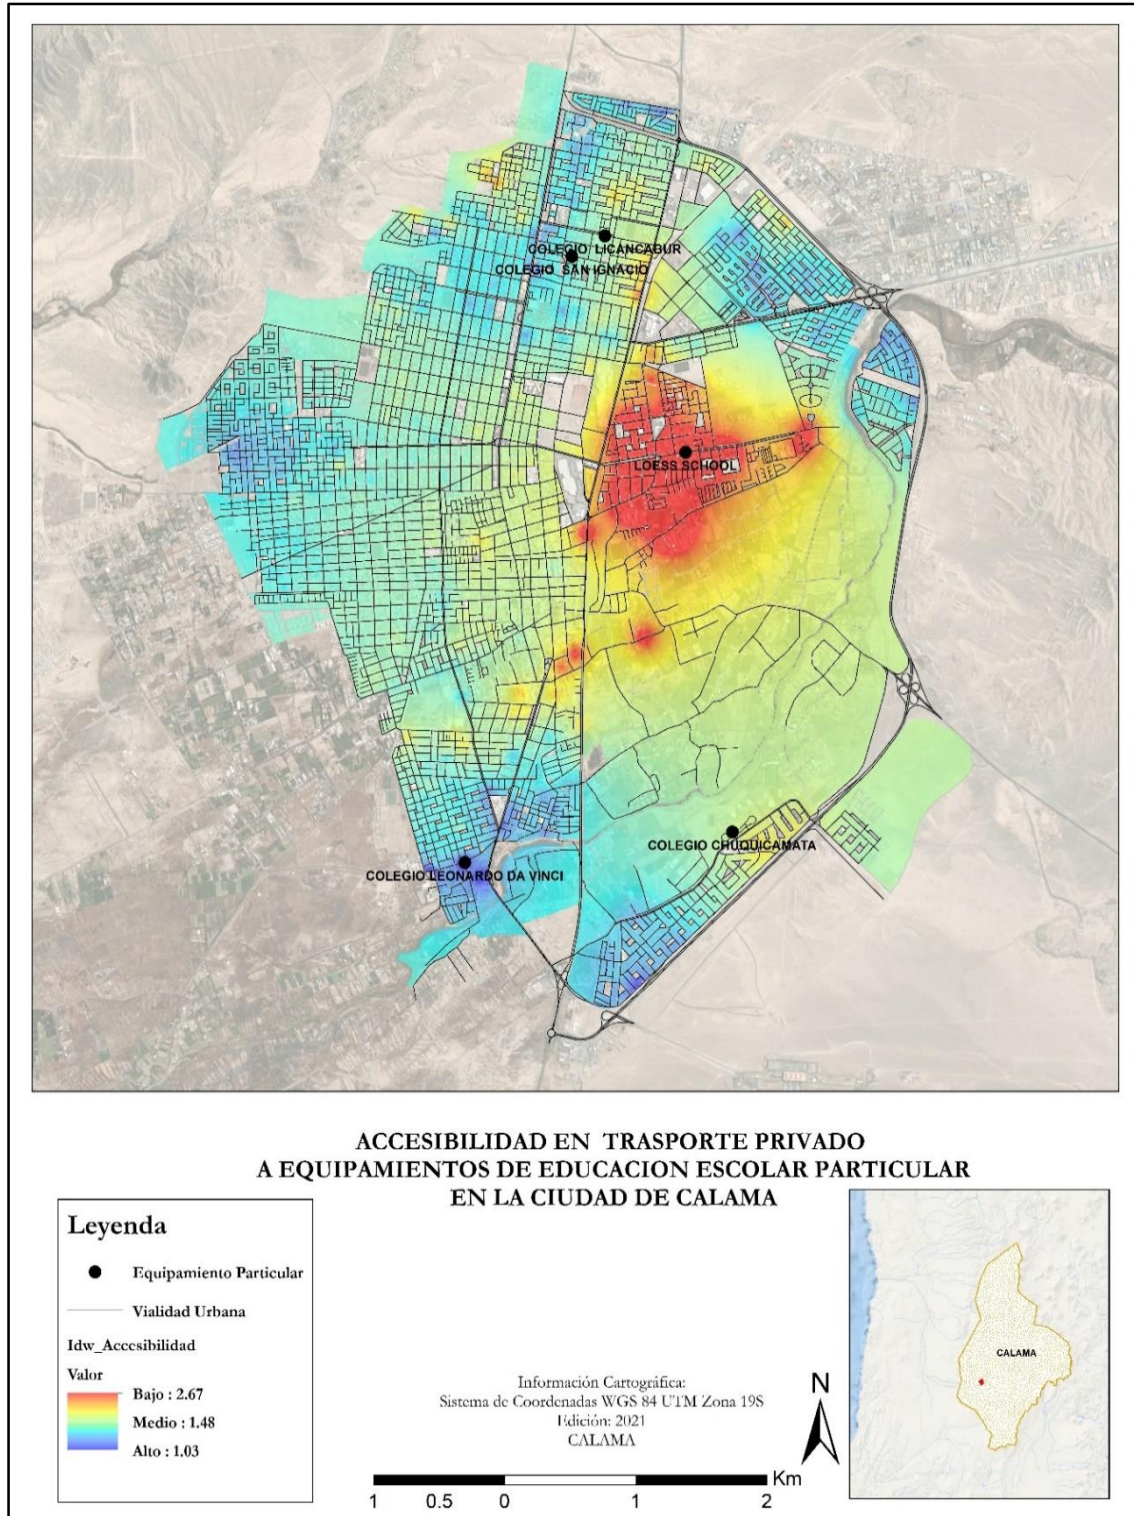 COLEGIO LICANCABUR
COLEGIO SAN IGNACIO
LOESS SCHOOL
COLEGIO CHUQUICAMATA
COLEGIO LEONARDO DA VINCI
ACCESIBILIDAD EN TRASPORTE PRIVADO
A EQUIPAMIENTOS DE EDUCACION ESCOLAR PARTICULAR
EN LA CIUDAD DE CALAMA
Leyenda
Equipamiento Particular
Vialidad Urbana
Idw_Accesibilidad
Valor
Bajo : 2.67
Medio : 1.48
Alto : 1.03
Información Cartográfica:
Sistema de Coordenadas WGS 84 UTM Zona 19S
Edición: 2021
CALAMA
N
Km
1 0.5 0 1 2
CALAMA